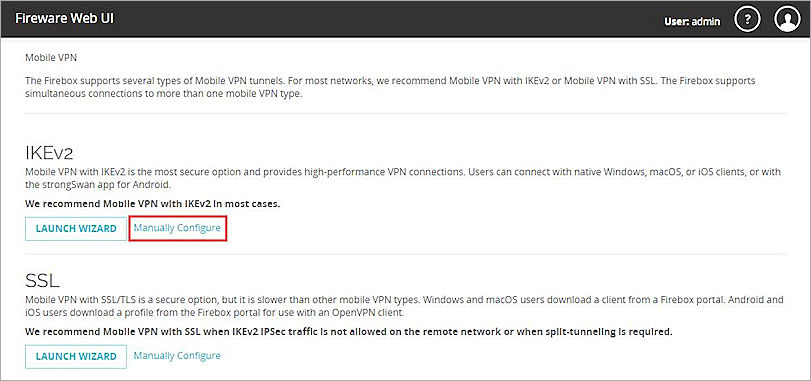 Fireware Web UI
User: admin
?
Mobile VPN
The Firebox supports several types of Mobile VPN tunnels. For most networks, we recommend Mobile VPN with IKEv2 or Mobile VPN with SSL. The Firebox supports
simultaneous connections to more than one mobile VPN type.
IKEv2
Mobile VPN with IKEv2 is the most secure option and provides high-performance VPN connections. Users can connect with native Windows, macOS, or iOS clients, or with
the strongSwan app for Android.
We recommend Mobile VPN with IKEv2 in most cases.
LAUNCH WIZARD Manually Configure
SSL
Mobile VPN with SSL/TLS is a secure option, but it is slower than other mobile VPN types. Windows and macOS users download a client from a Firebox portal. Android and
iOS users download a profile from the Firebox portal for use with an OpenVPN client.
We recommend Mobile VPN with SSL when IKEv2 IPSec traffic is not allowed on the remote network or when split-tunneling is required.
LAUNCH WIZARD Manually Configure